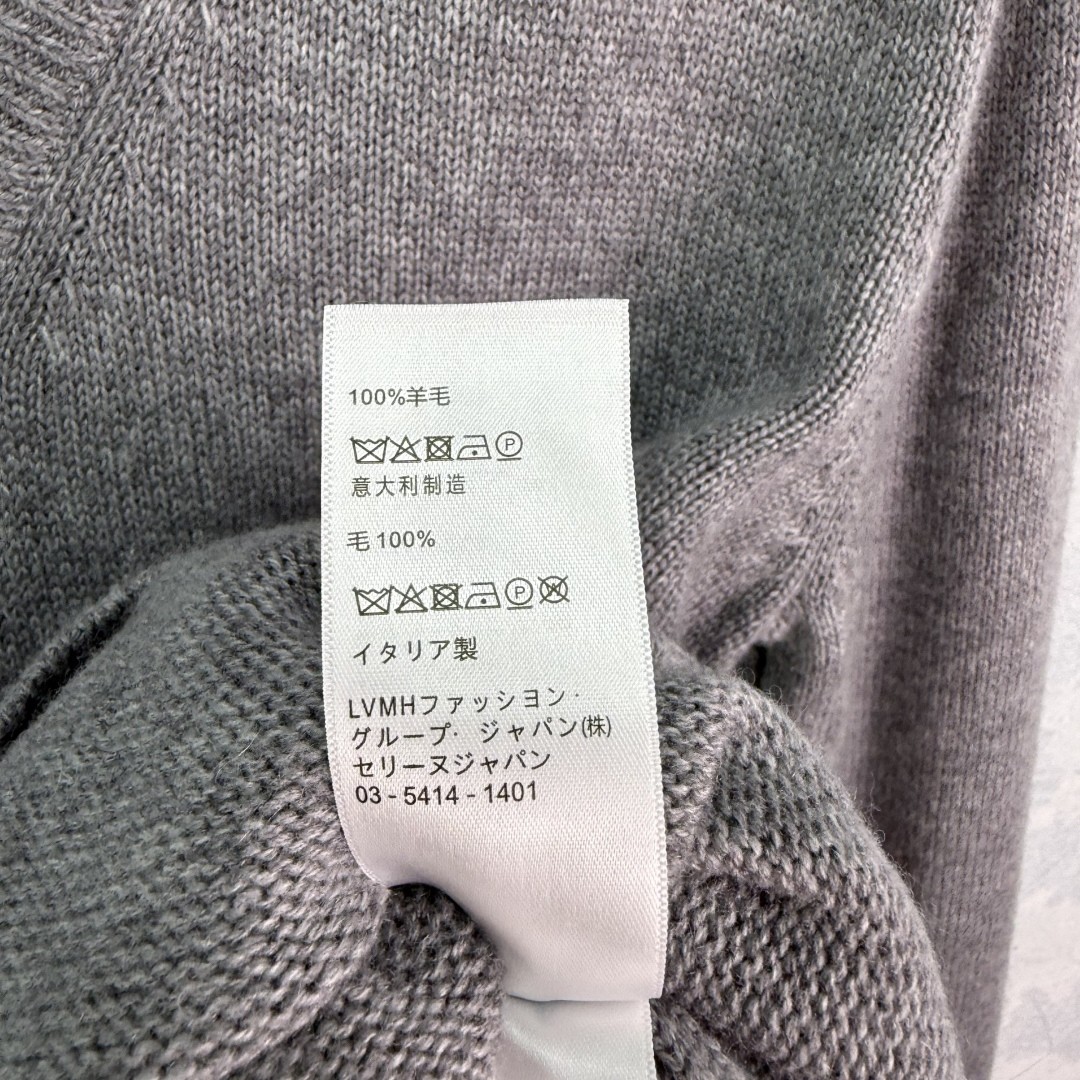 100%羊毛
P
意大利制造
毛 100%
P W
イタリア製
LVMHファッション·
グループ· ジャパン(株)
セリーヌジャパン
03 - 5414 - 1401